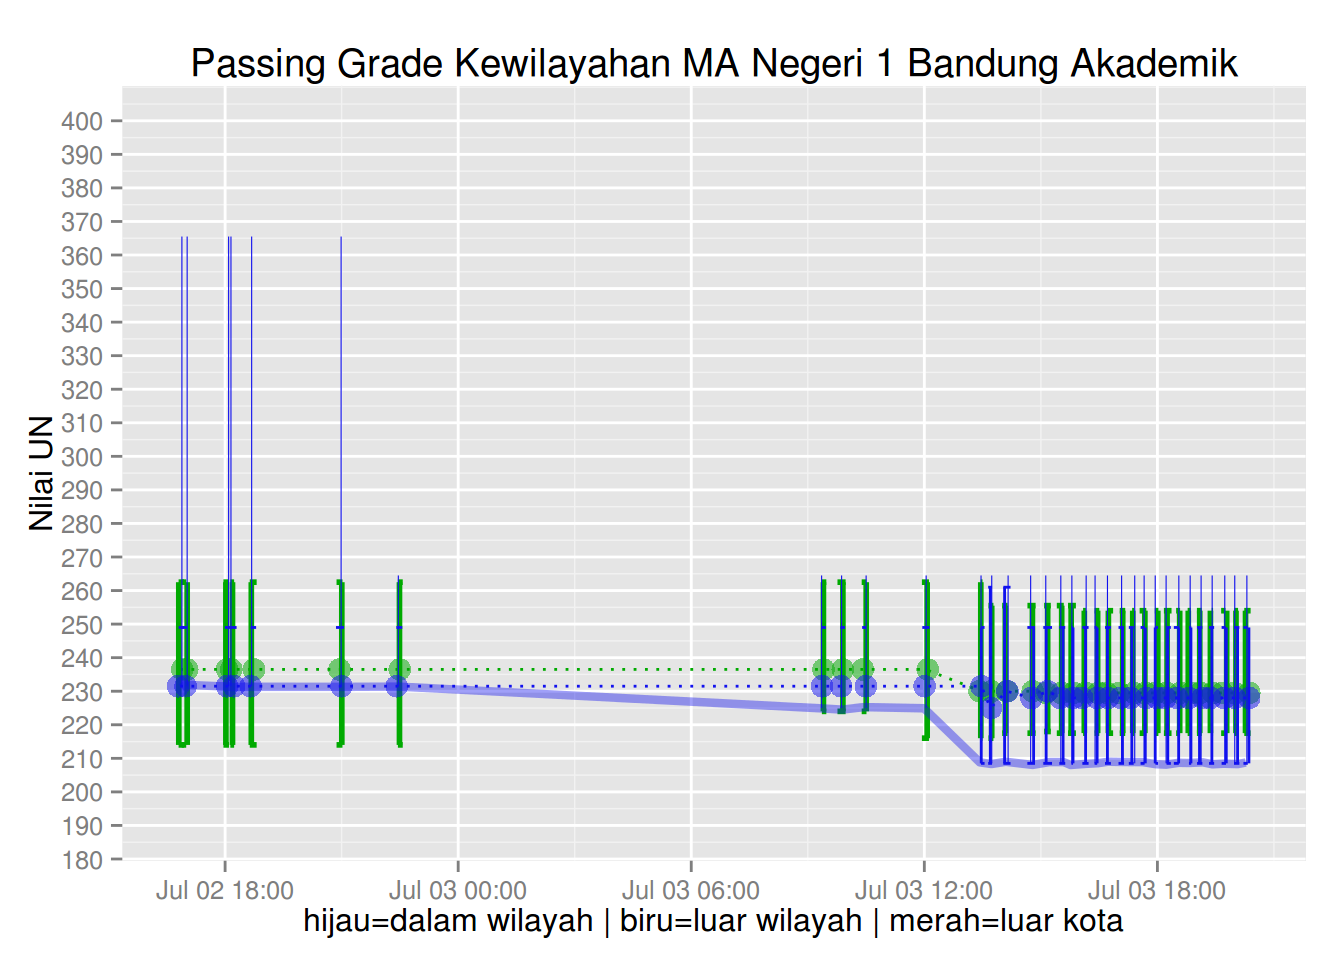 Passing Grade Kewilayahan MA Negeri 1 Bandung Akademik
Nilai UN
400
390
380
370
360
350
340
330
320
310
300
290
280
270
260
250
240
230
220
210
200
190
180
Jul 02 18:00
Jul 03 00:00
Jul 03 06:00
Jul 03 12:00
Jul 03 18:00
hijau=dalam wilayah | biru=luar wilayah | merah=luar kota